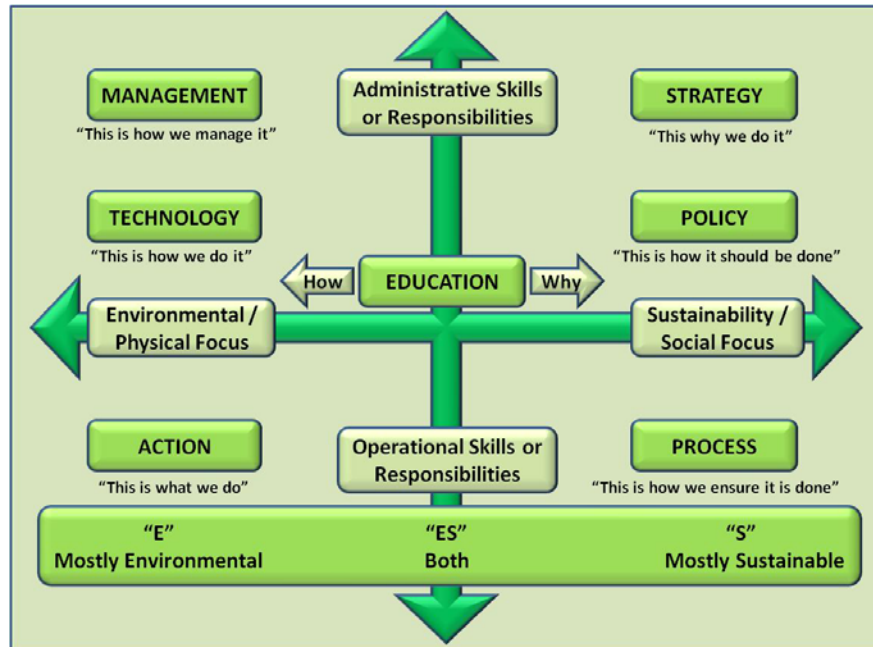 MANAGEMENT
"This is how we manage it"
Administrative Skills
or Responsibilities
STRATEGY
"This why we do it"
TECHNOLOGY
"This is how we do it"
POLICY
"This is how it should be done"
How
EDUCATION
Why
Environmental /
Physical Focus
Sustainability /
Social Focus
ACTION
"This is what we do"
Operational Skills or
Responsibilities
PROCESS
"This is how we ensure it is done"
"E"
Mostly Environmental
"ES"
Both
"S"
Mostly Sustainable